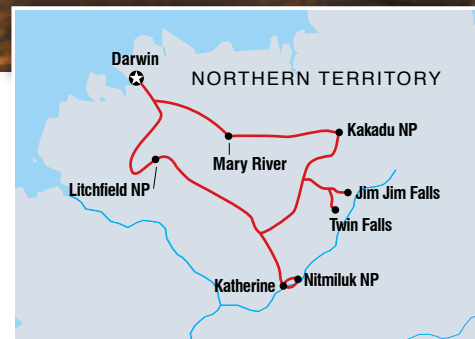 Darwin
NORTHERN TERRITORY
Kakadu NP
Mary River
Litchfield NP
Jim Jim Falls
Twin Falls
Katherine
Nitmiluk NP